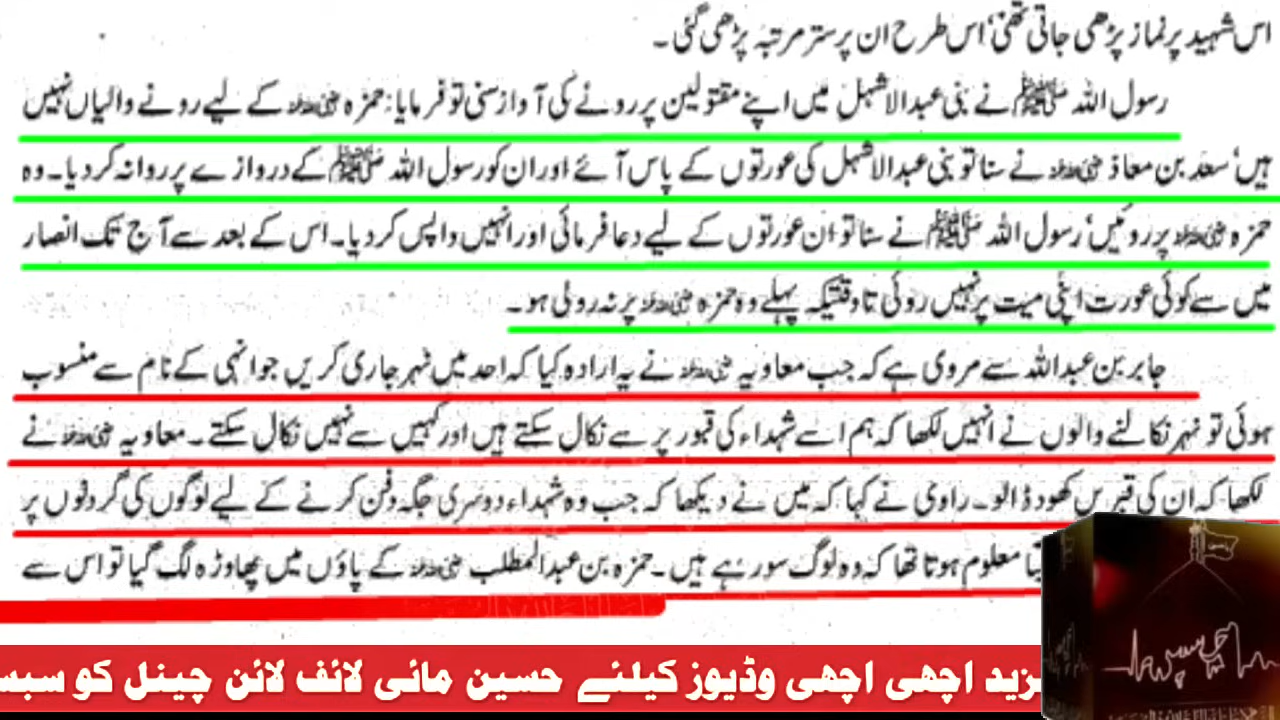 اس شہید پر نماز پڑھی جاتی تھی، اس طرح ان پر ستر مرتبہ پڑھی گئی۔
رسول اللہ ﷺ نے بنی عبدالاشہل میں اپنے مقتولین پر رونے کی آواز سنی تو فرمایا: حمزہ رضی اللہ عنہ کے لیے رونے والیاں نہیں
ہیں، سعد بن معاذ رضی اللہ عنہ نے سنا تو بنی عبدالاشہل کی عورتوں کے پاس آئے اور ان کو رسول اللہ ﷺ کے دروازے پر روانہ کر دیا۔ وہ
حمزہ رضی اللہ عنہ پر روئیں، رسول اللہ ﷺ نے سنا تو ان عورتوں کے لیے دعا فرمائی اور انہیں واپس کر دیا۔ اس کے بعد سے آج تک انصار
میں سے کوئی عورت اپنی میت پر نہیں روئی تاوقتیکہ پہلے وہ حمزہ رضی اللہ عنہ پر نہ رولی ہو۔
جابر بن عبداللہ سے مروی ہے کہ جب معاویہ رضی اللہ عنہ نے یہ ارادہ کیا کہ احد میں نہر جاری کریں جو انہی کے نام سے منسوب
ہوئی تو نہر نکالنے والوں نے انہیں لکھا کہ ہم اسے شہداء کی قبور پر سے نکال سکتے ہیں اور کہیں سے نہیں نکال سکتے۔ معاویہ رضی اللہ عنہ نے
لکھا کہ ان کی قبریں کھود ڈالو۔ راوی نے کہا کہ میں نے دیکھا کہ جب وہ شہداء دوسری جگہ دفن کرنے کے لیے لوگوں کی گردنوں پر
معلوم ہوتا تھا کہ وہ لوگ سو رہے ہیں۔ حمزہ بن عبدالمطلب رضی اللہ عنہ کے پاؤں میں پھاوڑہ لگ گیا تو اس سے
یا حسین
زید اچھی اچھی وڈیوز کیلئے حسین مائی لائف لائن چینل کو سبس